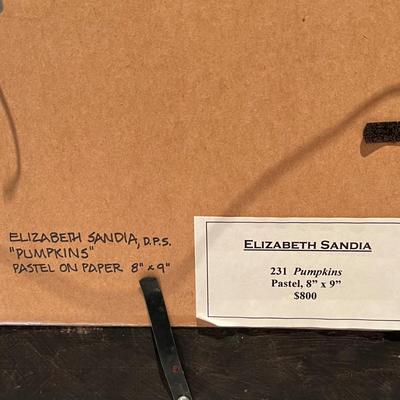 ELIZABETH SANDIA, D.P.S.
"PUMPKINS"
PASTEL ON PAPER 8" x 9"
ELIZABETH SANDIA
231 Pumpkins
Pastel, 8” x 9”
$800